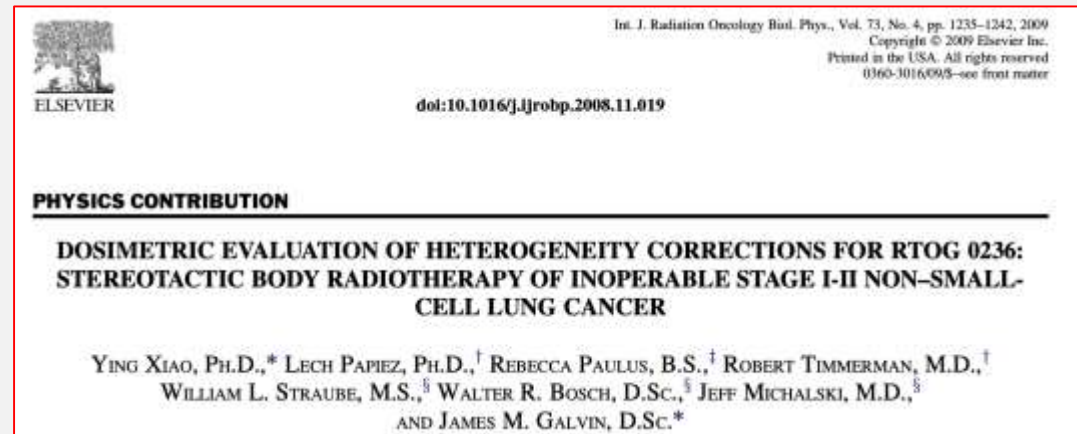 Int. J. Radiation Oncology Biol. Phys., Vol. 73, No. 4, pp. 1235–1242, 2009
Copyright © 2009 Elsevier Inc.
Printed in the USA. All rights reserved
0360-3016/09/$–see front matter
ELSEVIER
doi:10.1016/j.ijrobp.2008.11.019
PHYSICS CONTRIBUTION
DOSIMETRIC EVALUATION OF HETEROGENEITY CORRECTIONS FOR RTOG 0236:
STEREOTACTIC BODY RADIOTHERAPY OF INOPERABLE STAGE I-II NON–SMALL-
CELL LUNG CANCER
YING XIAO, PH.D.,* LECH PAPIEZ, PH.D.,† REBECCA PAULUS, B.S.,‡ ROBERT TIMMERMAN, M.D.,†
WILLIAM L. STRAUBE, M.S.,§ WALTER R. BOSCH, D.SC.,§ JEFF MICHALSKI, M.D.,§
AND JAMES M. GALVIN, D.SC.*